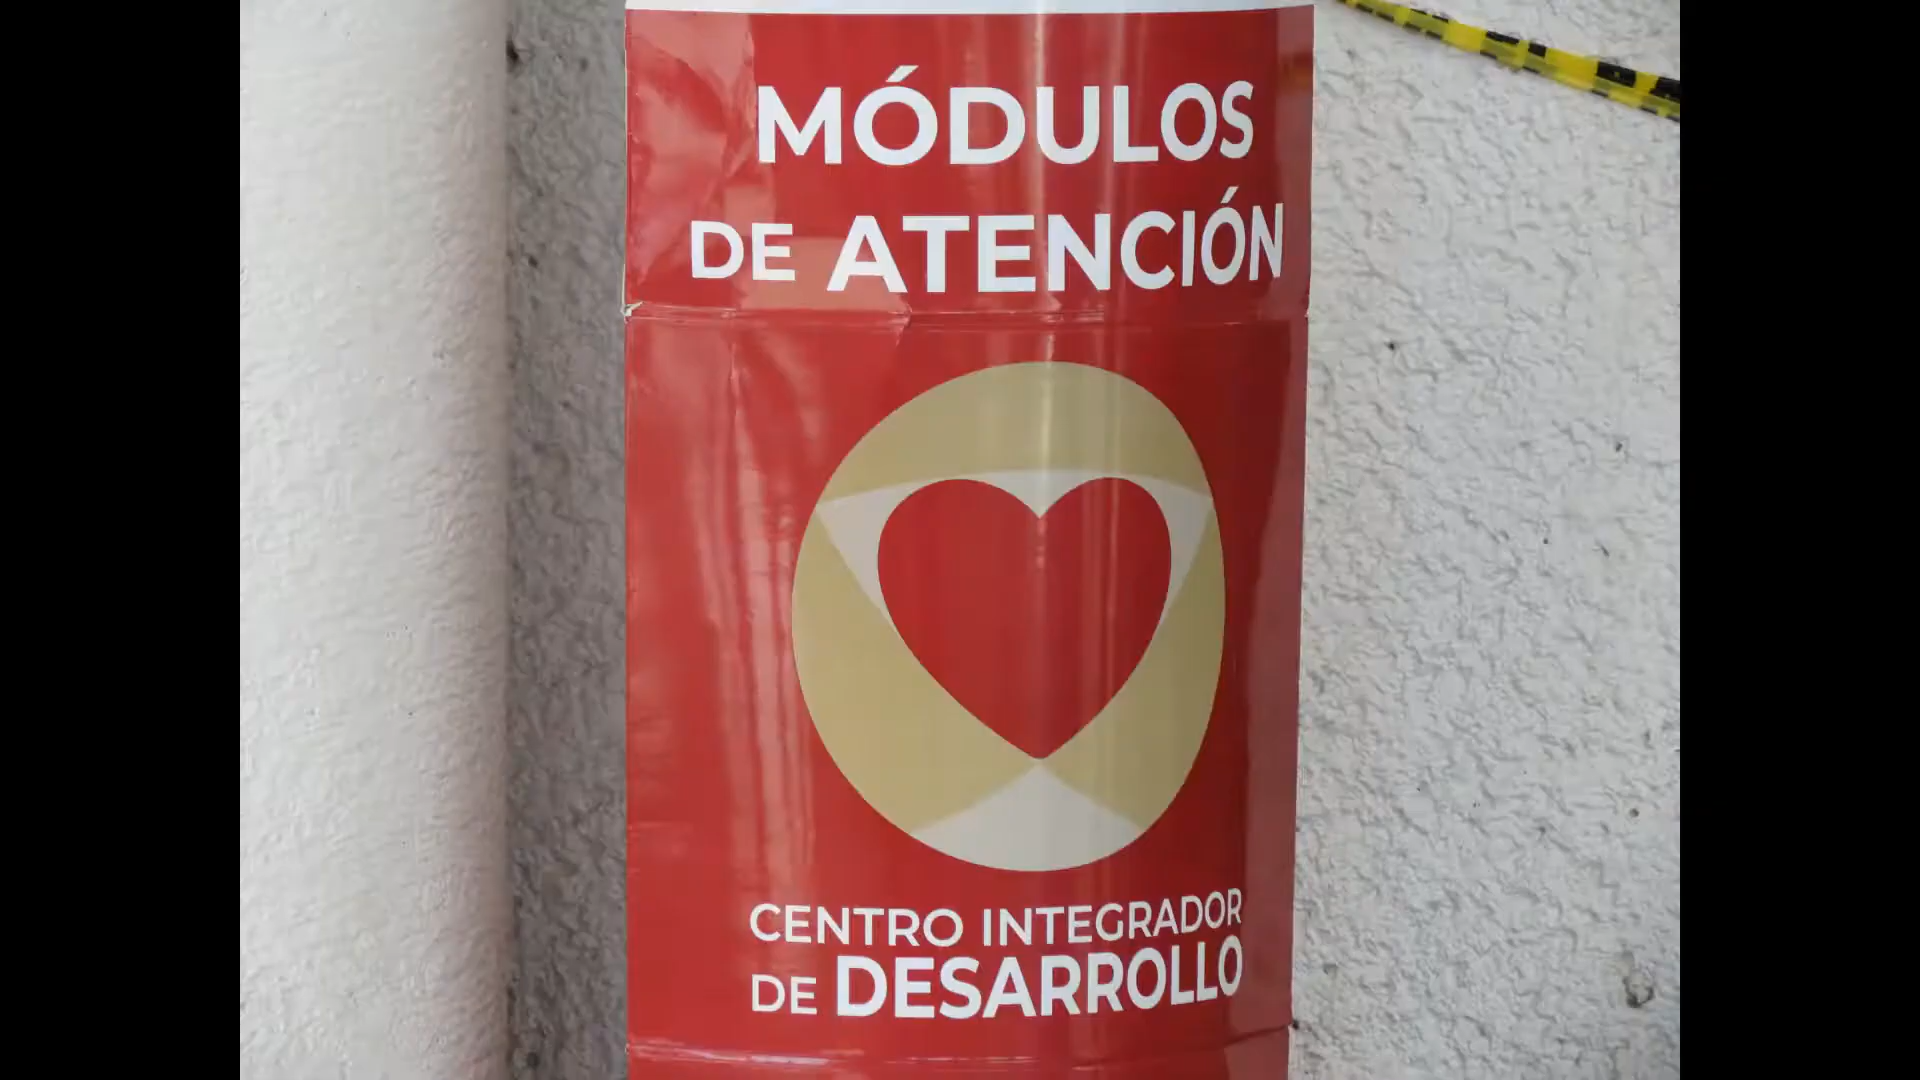 MÓDULOS
DE ATENCIÓN
CENTRO INTEGRADOR
DE DESARROLLO